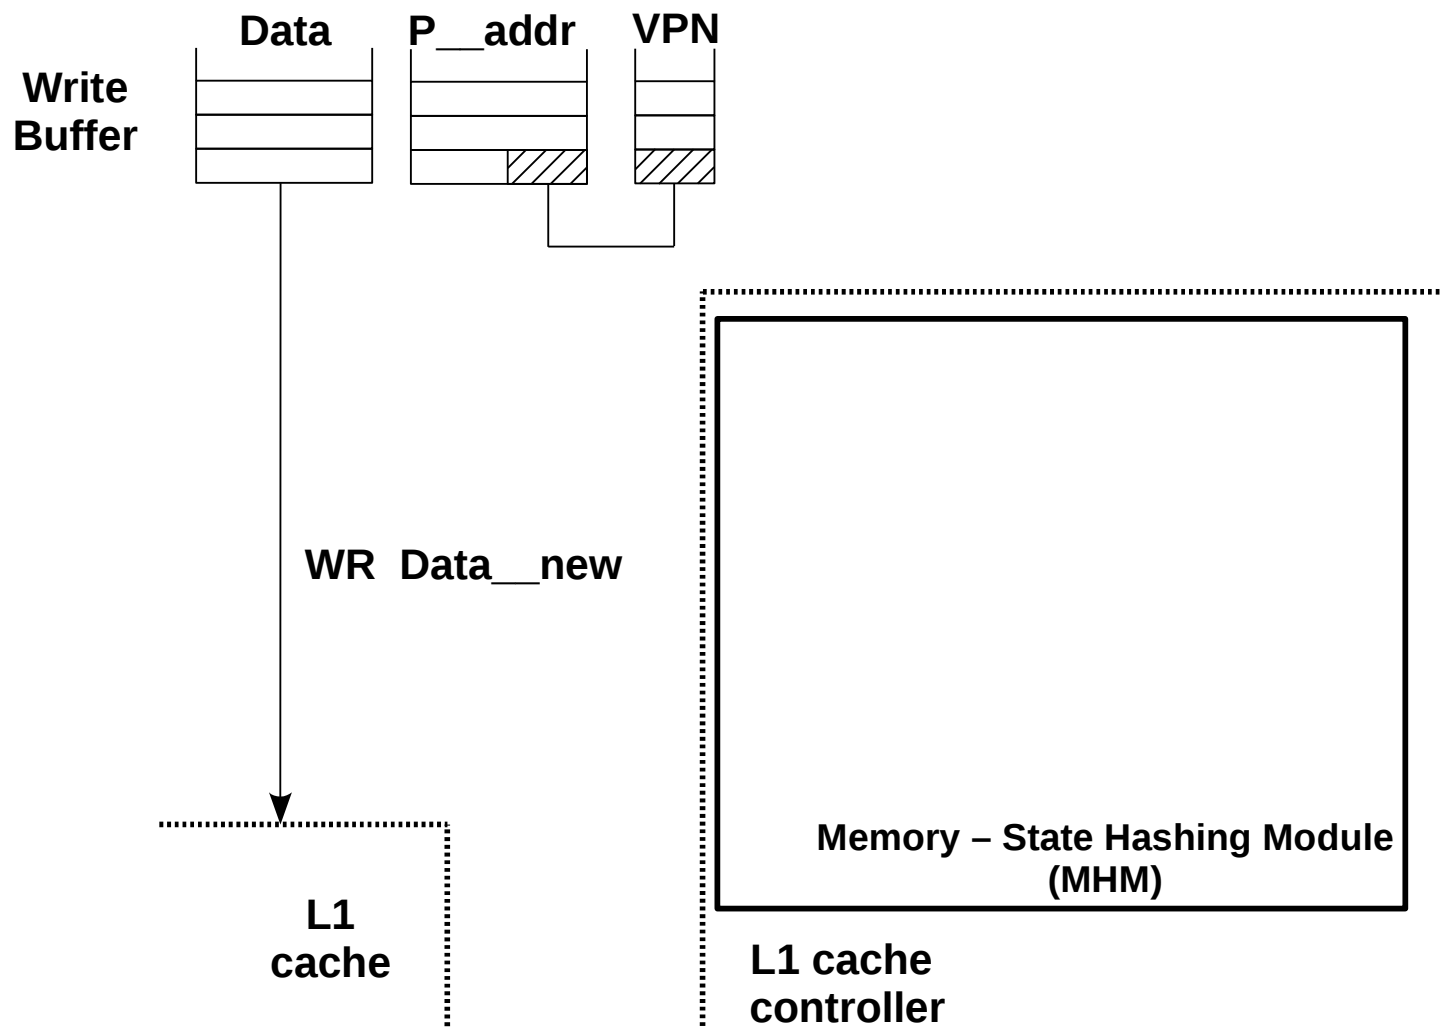 Data P__addr VPN
Write
Buffer
WR Data__new
Memory – State Hashing Module
(MHM)
L1
cache
L1 cache
controller